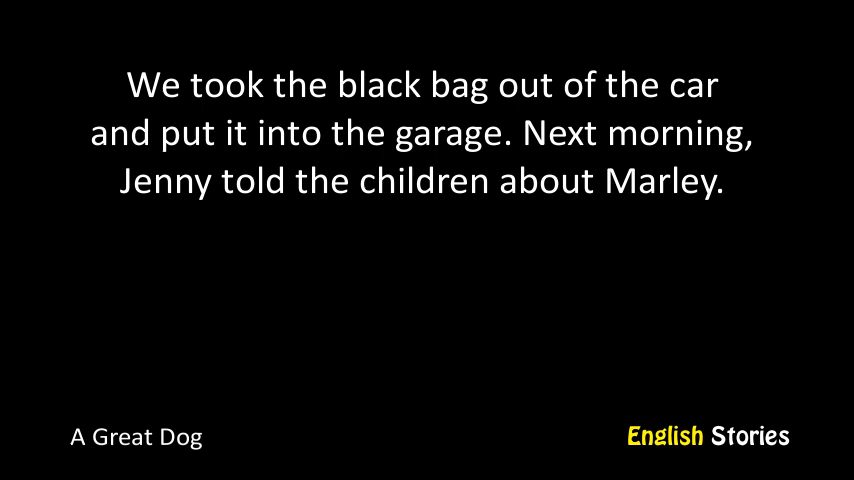 We took the black bag out of the car
and put it into the garage. Next morning,
Jenny told the children about Marley.
A Great Dog
English Stories